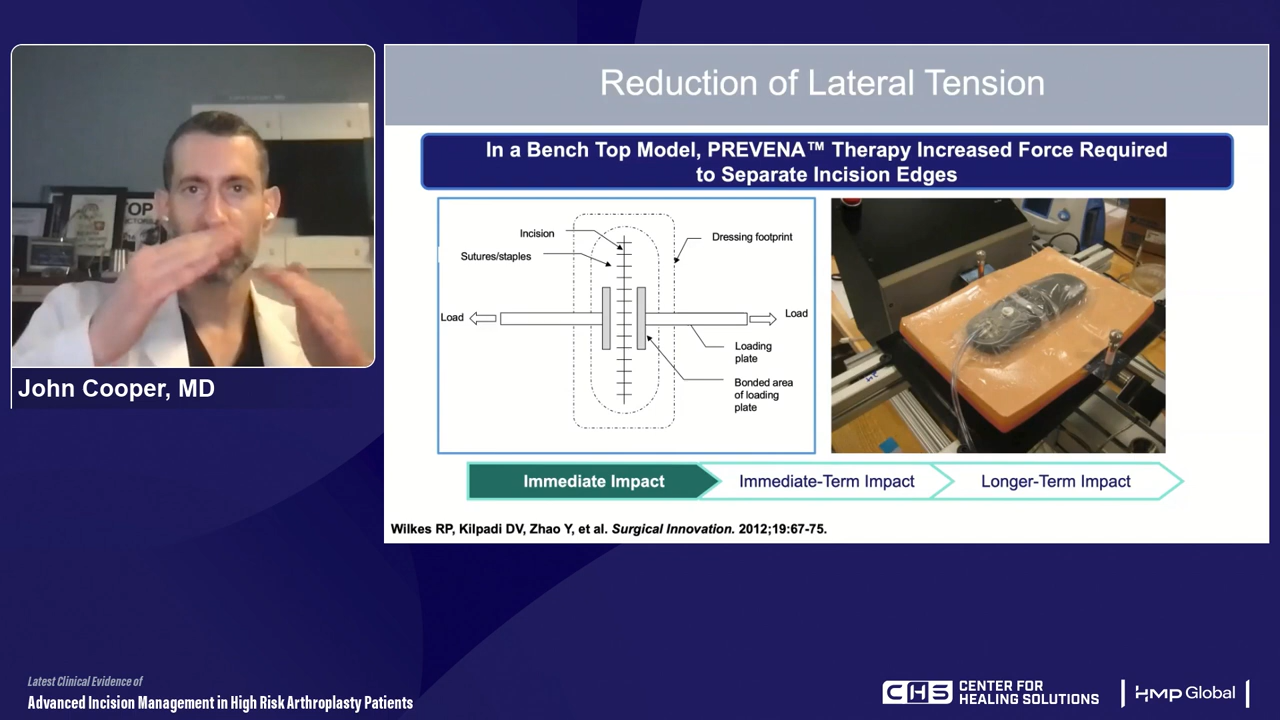 Reduction of Lateral Tension
In a Bench Top Model, PREVENA™ Therapy Increased Force Required
to Separate Incision Edges
Incision
Sutures/staples
Dressing footprint
Load
Load
Loading
plate
Bonded area
of loading
plate
TOP
John Cooper, MD
Immediate Impact
Immediate-Term Impact
Longer-Term Impact
Wilkes RP, Kilpadi DV, Zhao Y, et al. Surgical Innovation. 2012;19:67-75.
Latest Clinical Evidence of
Advanced Incision Management in High Risk Arthroplasty Patients
CHS
CENTER FOR
HEALING SOLUTIONS
HMP Global